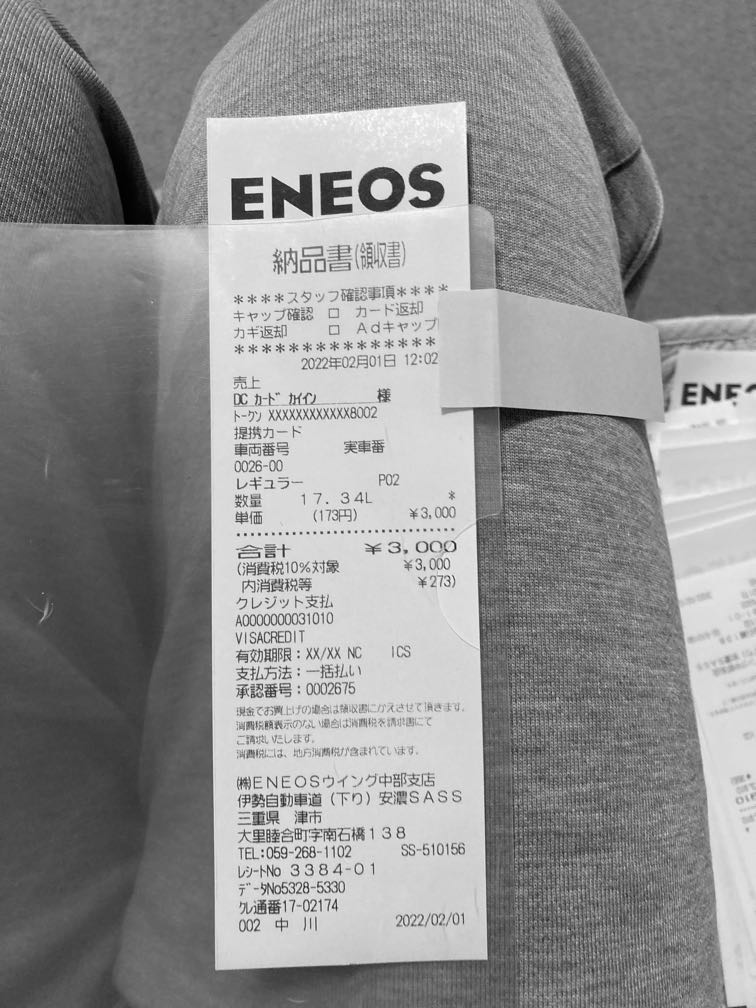 ENEOS
納品書(領収書)
****スタッフ確認事項****
キャップ確認 □ カード返却
カギ返却 □ Adキャップ
***************
2022年02月01日 12:02
売上
DC カード カイイン 様
トークン XXXXXXXXXXXX8002
提携カード
車両番号 実車番
0026-00
レギュラー P02
数量 17.34L *
単価 (173円) ¥3,000
合計 ¥3,000
(消費税10%対象 ¥3,000
内消費税等 ¥273)
クレジット支払
A0000000031010
VISACREDIT
有効期限:XX/XX NC ICS
支払方法:一括払い
承認番号:0002675
現金でお買上げの場合は領収書にかえさせて頂きます。
消費税額表示のない場合は消費税を請求書にて
ご請求いたします。
消費税には、地方消費税が含まれています。
㈱ENEOSウイング中部支店
伊勢自動車道(下り)安濃SASS
三重県 津市
大里睦合町字南石橋138
TEL:059-268-1102 SS-510156
レシートNo 3384-01
データNo5328-5330
クレ通番17-02174
002 中 川 2022/02/01
ENE